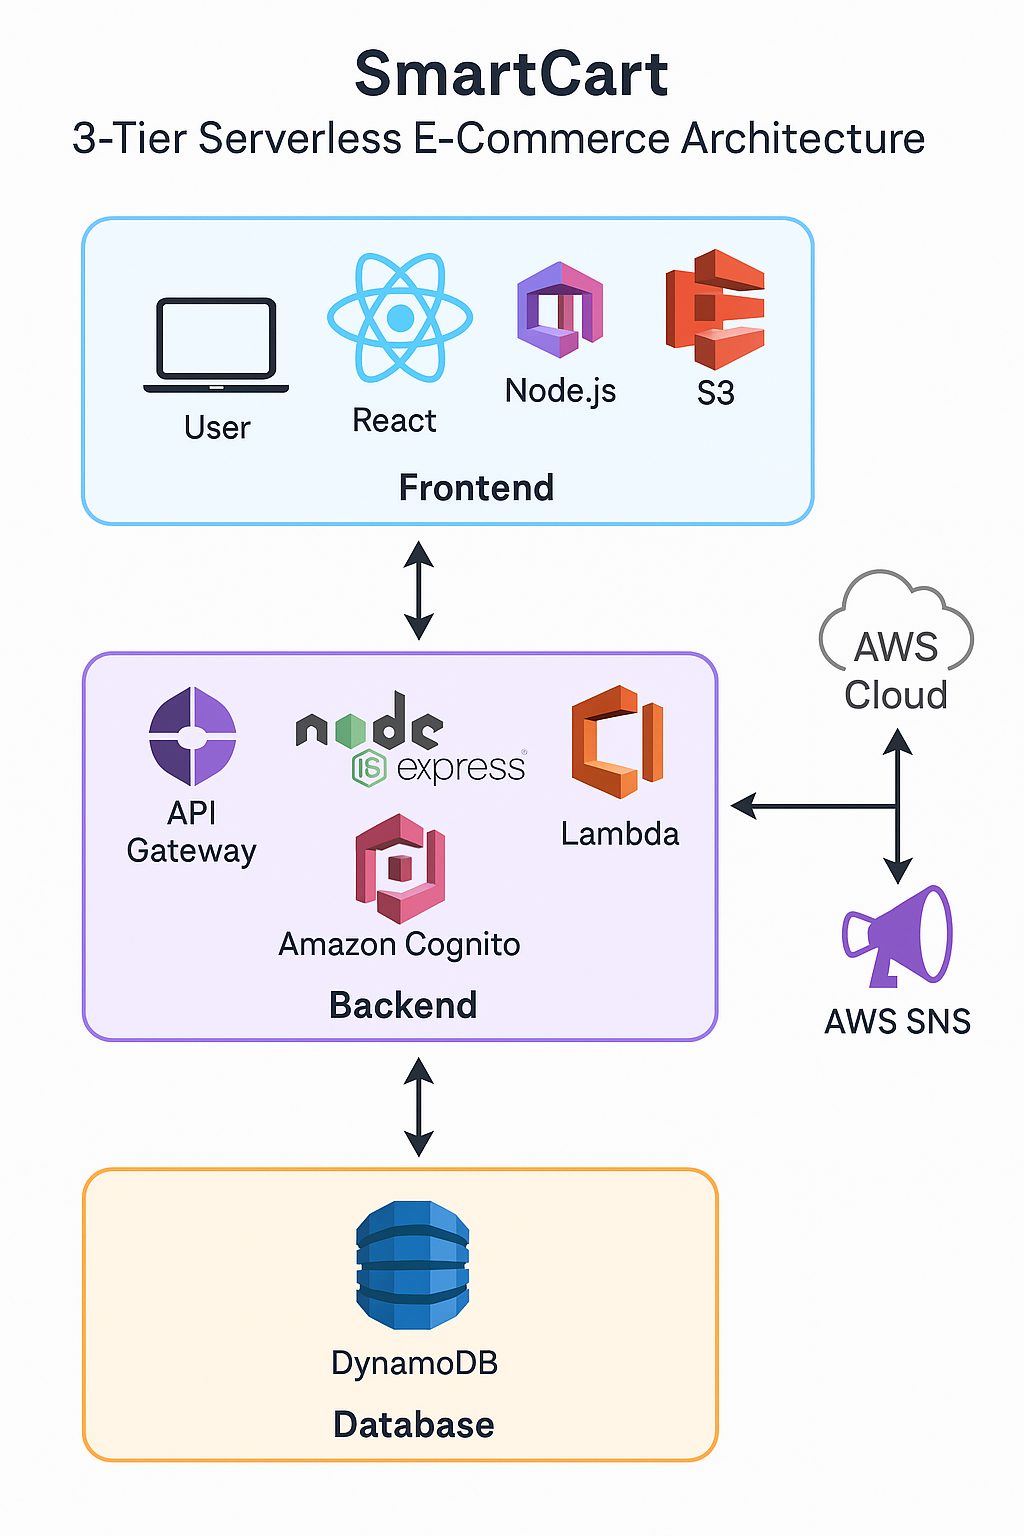 SmartCart
3-Tier Serverless E-Commerce Architecture
User
React
Node.js
S3
Frontend
AWS
Cloud
API
Gateway
node
JS express
Lambda
Amazon Cognito
Backend
AWS SNS
DynamoDB
Database